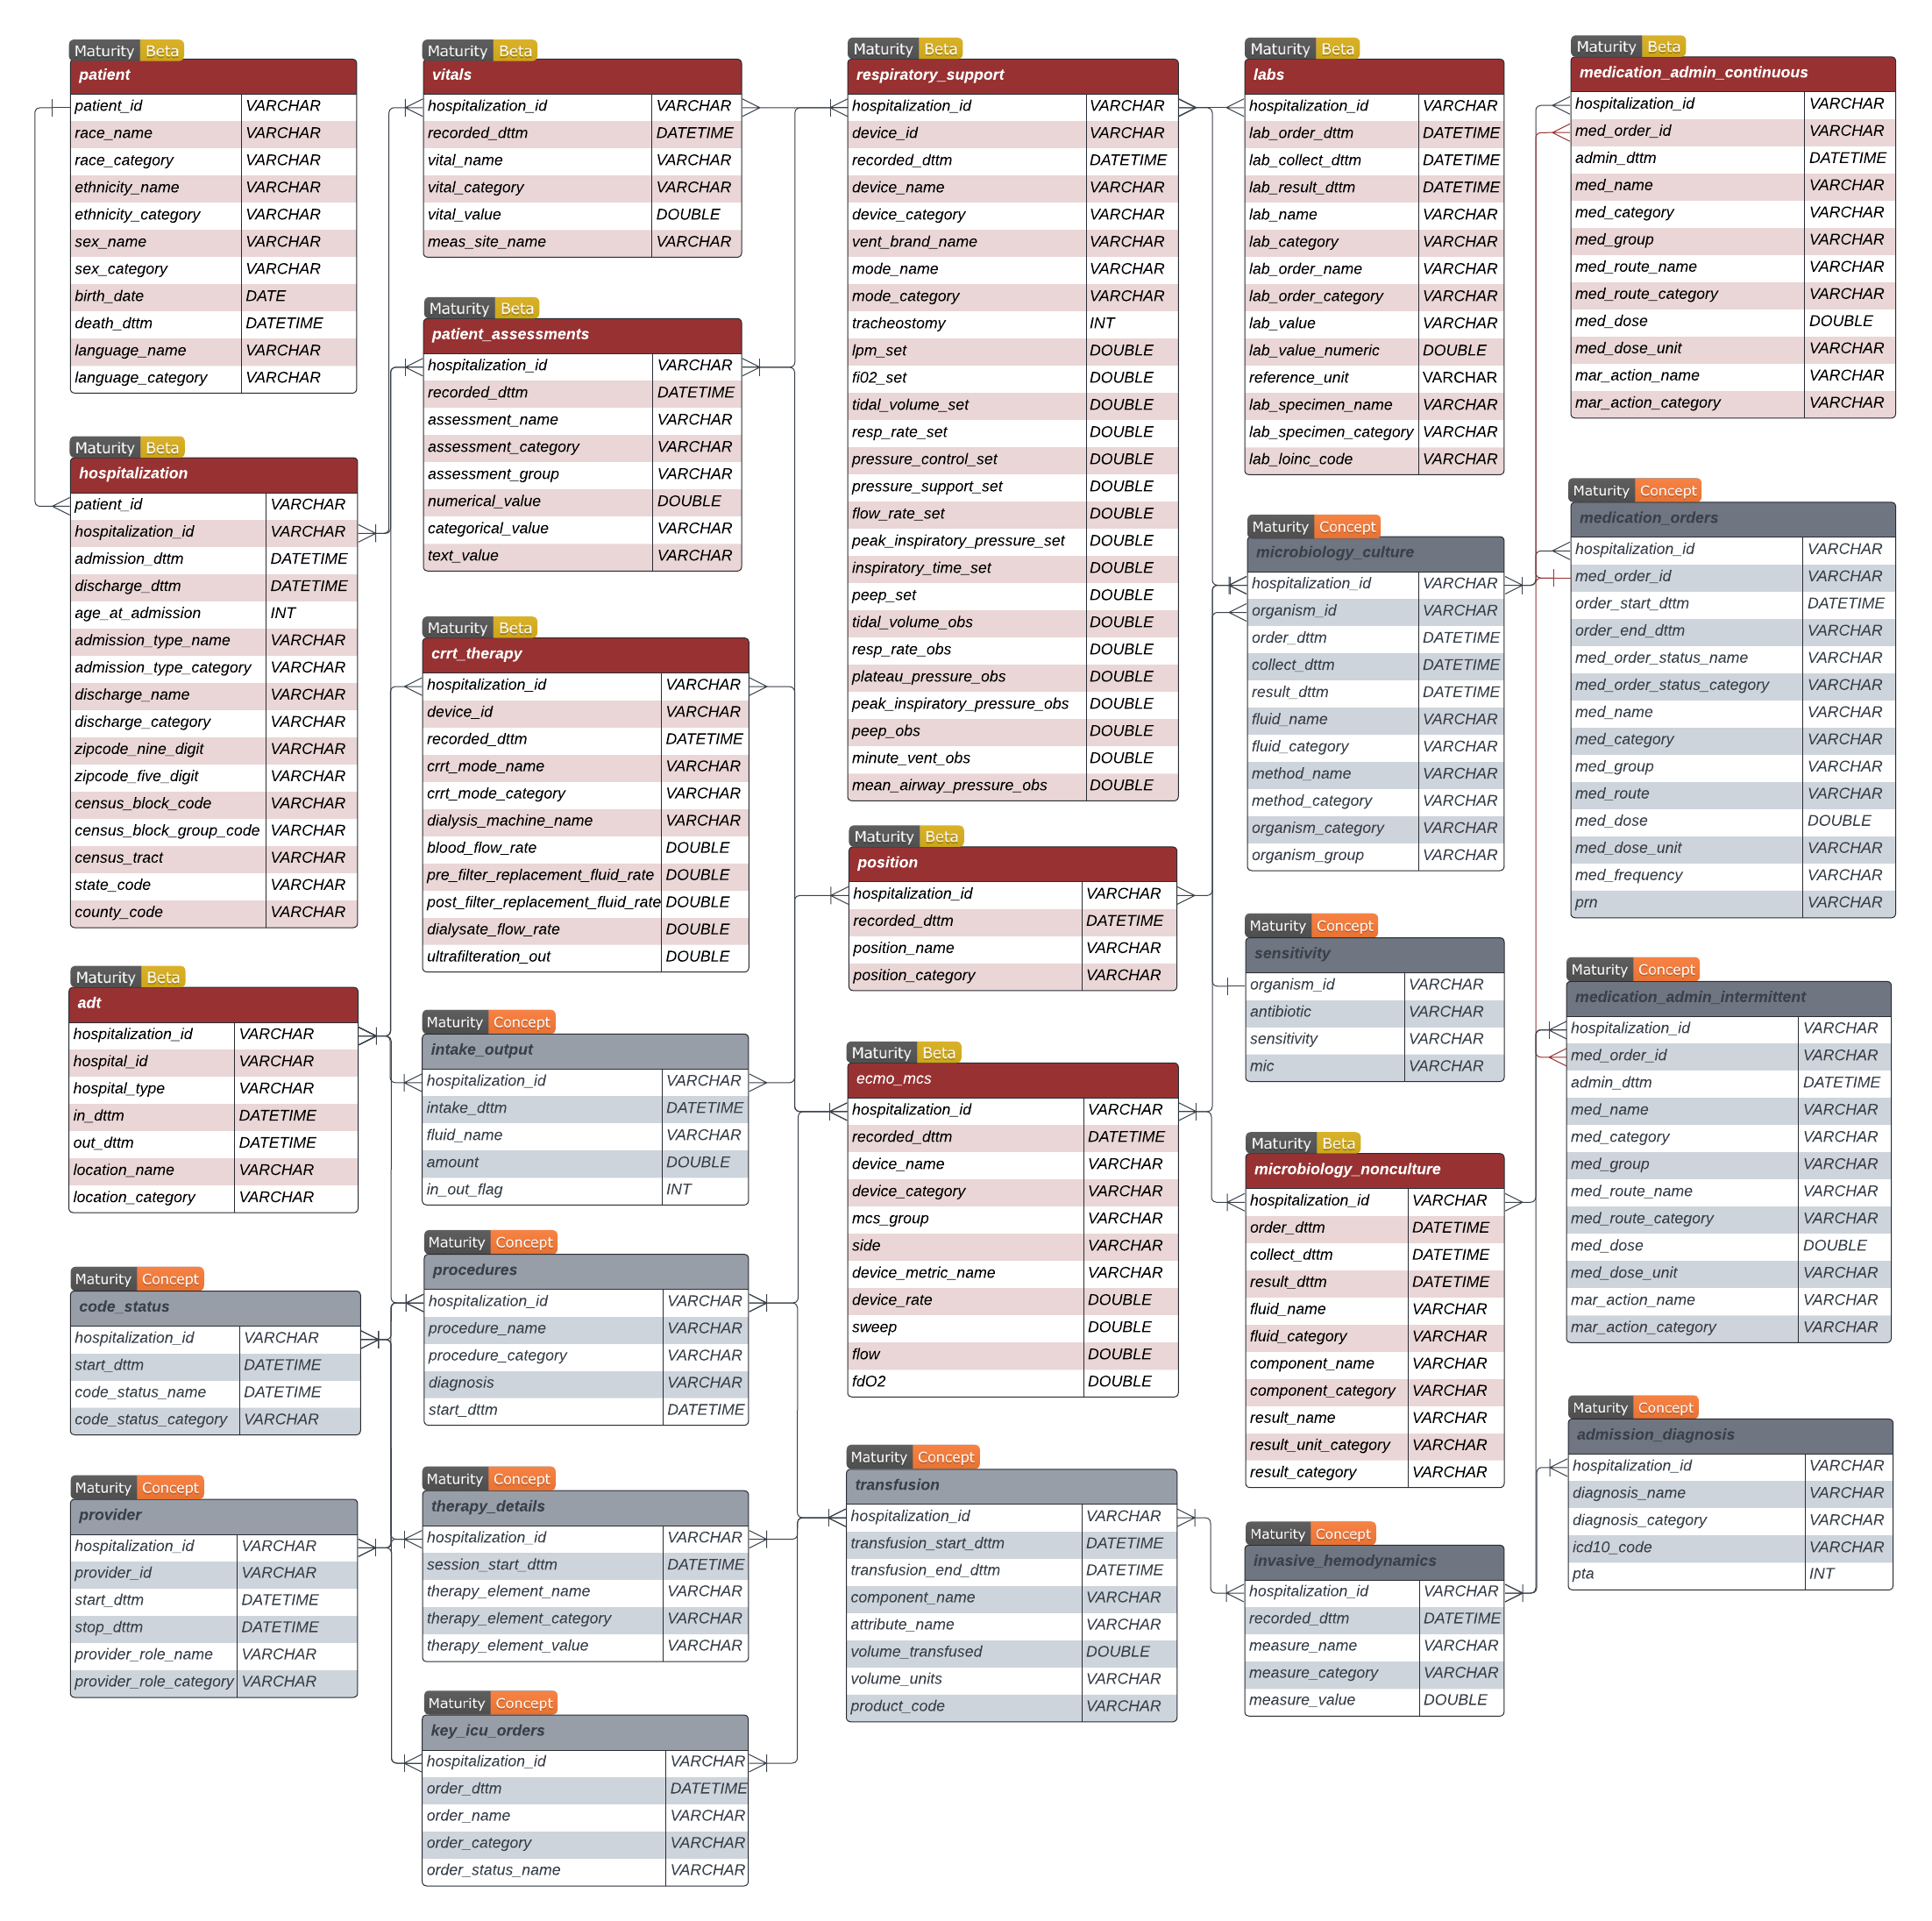 Maturity Beta
patient
patient_id VARCHAR
race_name VARCHAR
race_category VARCHAR
ethnicity_name VARCHAR
ethnicity_category VARCHAR
sex_name VARCHAR
sex_category VARCHAR
birth_date DATE
death_dttm DATETIME
language_name VARCHAR
language_category VARCHAR
Maturity Beta
hospitalization
patient_id VARCHAR
hospitalization_id VARCHAR
admission_dttm DATETIME
discharge_dttm DATETIME
age_at_admission INT
admission_type_name VARCHAR
admission_type_category VARCHAR
discharge_name VARCHAR
discharge_category VARCHAR
zipcode_nine_digit VARCHAR
zipcode_five_digit VARCHAR
census_block_code VARCHAR
census_block_group_code VARCHAR
census_tract VARCHAR
state_code VARCHAR
county_code VARCHAR
Maturity Beta
adt
hospitalization_id VARCHAR
hospital_id VARCHAR
hospital_type VARCHAR
in_dttm DATETIME
out_dttm DATETIME
location_name VARCHAR
location_category VARCHAR
Maturity Concept
code_status
hospitalization_id VARCHAR
start_dttm DATETIME
code_status_name DATETIME
code_status_category VARCHAR
Maturity Concept
provider
hospitalization_id VARCHAR
provider_id VARCHAR
start_dttm DATETIME
stop_dttm DATETIME
provider_role_name VARCHAR
provider_role_category VARCHAR
Maturity Beta
vitals
hospitalization_id VARCHAR
recorded_dttm DATETIME
vital_name VARCHAR
vital_category VARCHAR
vital_value DOUBLE
meas_site_name VARCHAR
Maturity Beta
patient_assessments
hospitalization_id VARCHAR
recorded_dttm DATETIME
assessment_name VARCHAR
assessment_category VARCHAR
assessment_group VARCHAR
numerical_value DOUBLE
categorical_value VARCHAR
text_value VARCHAR
Maturity Beta
crrt_therapy
hospitalization_id VARCHAR
device_id VARCHAR
recorded_dttm DATETIME
crrt_mode_name VARCHAR
crrt_mode_category VARCHAR
dialysis_machine_name VARCHAR
blood_flow_rate DOUBLE
pre_filter_replacement_fluid_rate DOUBLE
post_filter_replacement_fluid_rate DOUBLE
dialysate_flow_rate DOUBLE
ultrafilteration_out DOUBLE
Maturity Concept
intake_output
hospitalization_id VARCHAR
intake_dttm DATETIME
fluid_name VARCHAR
amount DOUBLE
in_out_flag INT
Maturity Concept
procedures
hospitalization_id VARCHAR
procedure_name VARCHAR
procedure_category VARCHAR
diagnosis VARCHAR
start_dttm DATETIME
Maturity Concept
therapy_details
hospitalization_id VARCHAR
session_start_dttm DATETIME
therapy_element_name VARCHAR
therapy_element_category VARCHAR
therapy_element_value VARCHAR
Maturity Concept
key_icu_orders
hospitalization_id VARCHAR
order_dttm DATETIME
order_name VARCHAR
order_category VARCHAR
order_status_name VARCHAR
Maturity Beta
respiratory_support
hospitalization_id VARCHAR
device_id VARCHAR
recorded_dttm DATETIME
device_name VARCHAR
device_category VARCHAR
vent_brand_name VARCHAR
mode_name VARCHAR
mode_category VARCHAR
tracheostomy INT
lpm_set DOUBLE
fi02_set DOUBLE
tidal_volume_set DOUBLE
resp_rate_set DOUBLE
pressure_control_set DOUBLE
pressure_support_set DOUBLE
flow_rate_set DOUBLE
peak_inspiratory_pressure_set DOUBLE
inspiratory_time_set DOUBLE
peep_set DOUBLE
tidal_volume_obs DOUBLE
resp_rate_obs DOUBLE
plateau_pressure_obs DOUBLE
peak_inspiratory_pressure_obs DOUBLE
peep_obs DOUBLE
minute_vent_obs DOUBLE
mean_airway_pressure_obs DOUBLE
Maturity Beta
position
hospitalization_id VARCHAR
recorded_dttm DATETIME
position_name VARCHAR
position_category VARCHAR
Maturity Beta
ecmo_mcs
hospitalization_id VARCHAR
recorded_dttm DATETIME
device_name VARCHAR
device_category VARCHAR
mcs_group VARCHAR
side VARCHAR
device_metric_name VARCHAR
device_rate DOUBLE
sweep DOUBLE
flow DOUBLE
fdO2 DOUBLE
Maturity Concept
transfusion
hospitalization_id VARCHAR
transfusion_start_dttm DATETIME
transfusion_end_dttm DATETIME
component_name VARCHAR
attribute_name VARCHAR
volume_transfused DOUBLE
volume_units VARCHAR
product_code VARCHAR
Maturity Beta
labs
hospitalization_id VARCHAR
lab_order_dttm DATETIME
lab_collect_dttm DATETIME
lab_result_dttm DATETIME
lab_name VARCHAR
lab_category VARCHAR
lab_order_name VARCHAR
lab_order_category VARCHAR
lab_value VARCHAR
lab_value_numeric DOUBLE
reference_unit VARCHAR
lab_specimen_name VARCHAR
lab_specimen_category VARCHAR
lab_loinc_code VARCHAR
Maturity Concept
microbiology_culture
hospitalization_id VARCHAR
organism_id VARCHAR
order_dttm DATETIME
collect_dttm DATETIME
result_dttm DATETIME
fluid_name VARCHAR
fluid_category VARCHAR
method_name VARCHAR
method_category VARCHAR
organism_category VARCHAR
organism_group VARCHAR
Maturity Concept
sensitivity
organism_id VARCHAR
antibiotic VARCHAR
sensitivity VARCHAR
mic VARCHAR
Maturity Beta
microbiology_nonculture
hospitalization_id VARCHAR
order_dttm DATETIME
collect_dttm DATETIME
result_dttm DATETIME
fluid_name VARCHAR
fluid_category VARCHAR
component_name VARCHAR
component_category VARCHAR
result_name VARCHAR
result_unit_category VARCHAR
result_category VARCHAR
Maturity Concept
invasive_hemodynamics
hospitalization_id VARCHAR
recorded_dttm DATETIME
measure_name VARCHAR
measure_category VARCHAR
measure_value DOUBLE
Maturity Beta
medication_admin_continuous
hospitalization_id VARCHAR
med_order_id VARCHAR
admin_dttm DATETIME
med_name VARCHAR
med_category VARCHAR
med_group VARCHAR
med_route_name VARCHAR
med_route_category VARCHAR
med_dose DOUBLE
med_dose_unit VARCHAR
mar_action_name VARCHAR
mar_action_category VARCHAR
Maturity Concept
medication_orders
hospitalization_id VARCHAR
med_order_id VARCHAR
order_start_dttm DATETIME
order_end_dttm VARCHAR
med_order_status_name VARCHAR
med_order_status_category VARCHAR
med_name VARCHAR
med_category VARCHAR
med_group VARCHAR
med_route VARCHAR
med_dose DOUBLE
med_dose_unit VARCHAR
med_frequency VARCHAR
prn VARCHAR
Maturity Concept
medication_admin_intermittent
hospitalization_id VARCHAR
med_order_id VARCHAR
admin_dttm DATETIME
med_name VARCHAR
med_category VARCHAR
med_group VARCHAR
med_route_name VARCHAR
med_route_category VARCHAR
med_dose DOUBLE
med_dose_unit VARCHAR
mar_action_name VARCHAR
mar_action_category VARCHAR
Maturity Concept
admission_diagnosis
hospitalization_id VARCHAR
diagnosis_name VARCHAR
diagnosis_category VARCHAR
icd10_code VARCHAR
pta INT